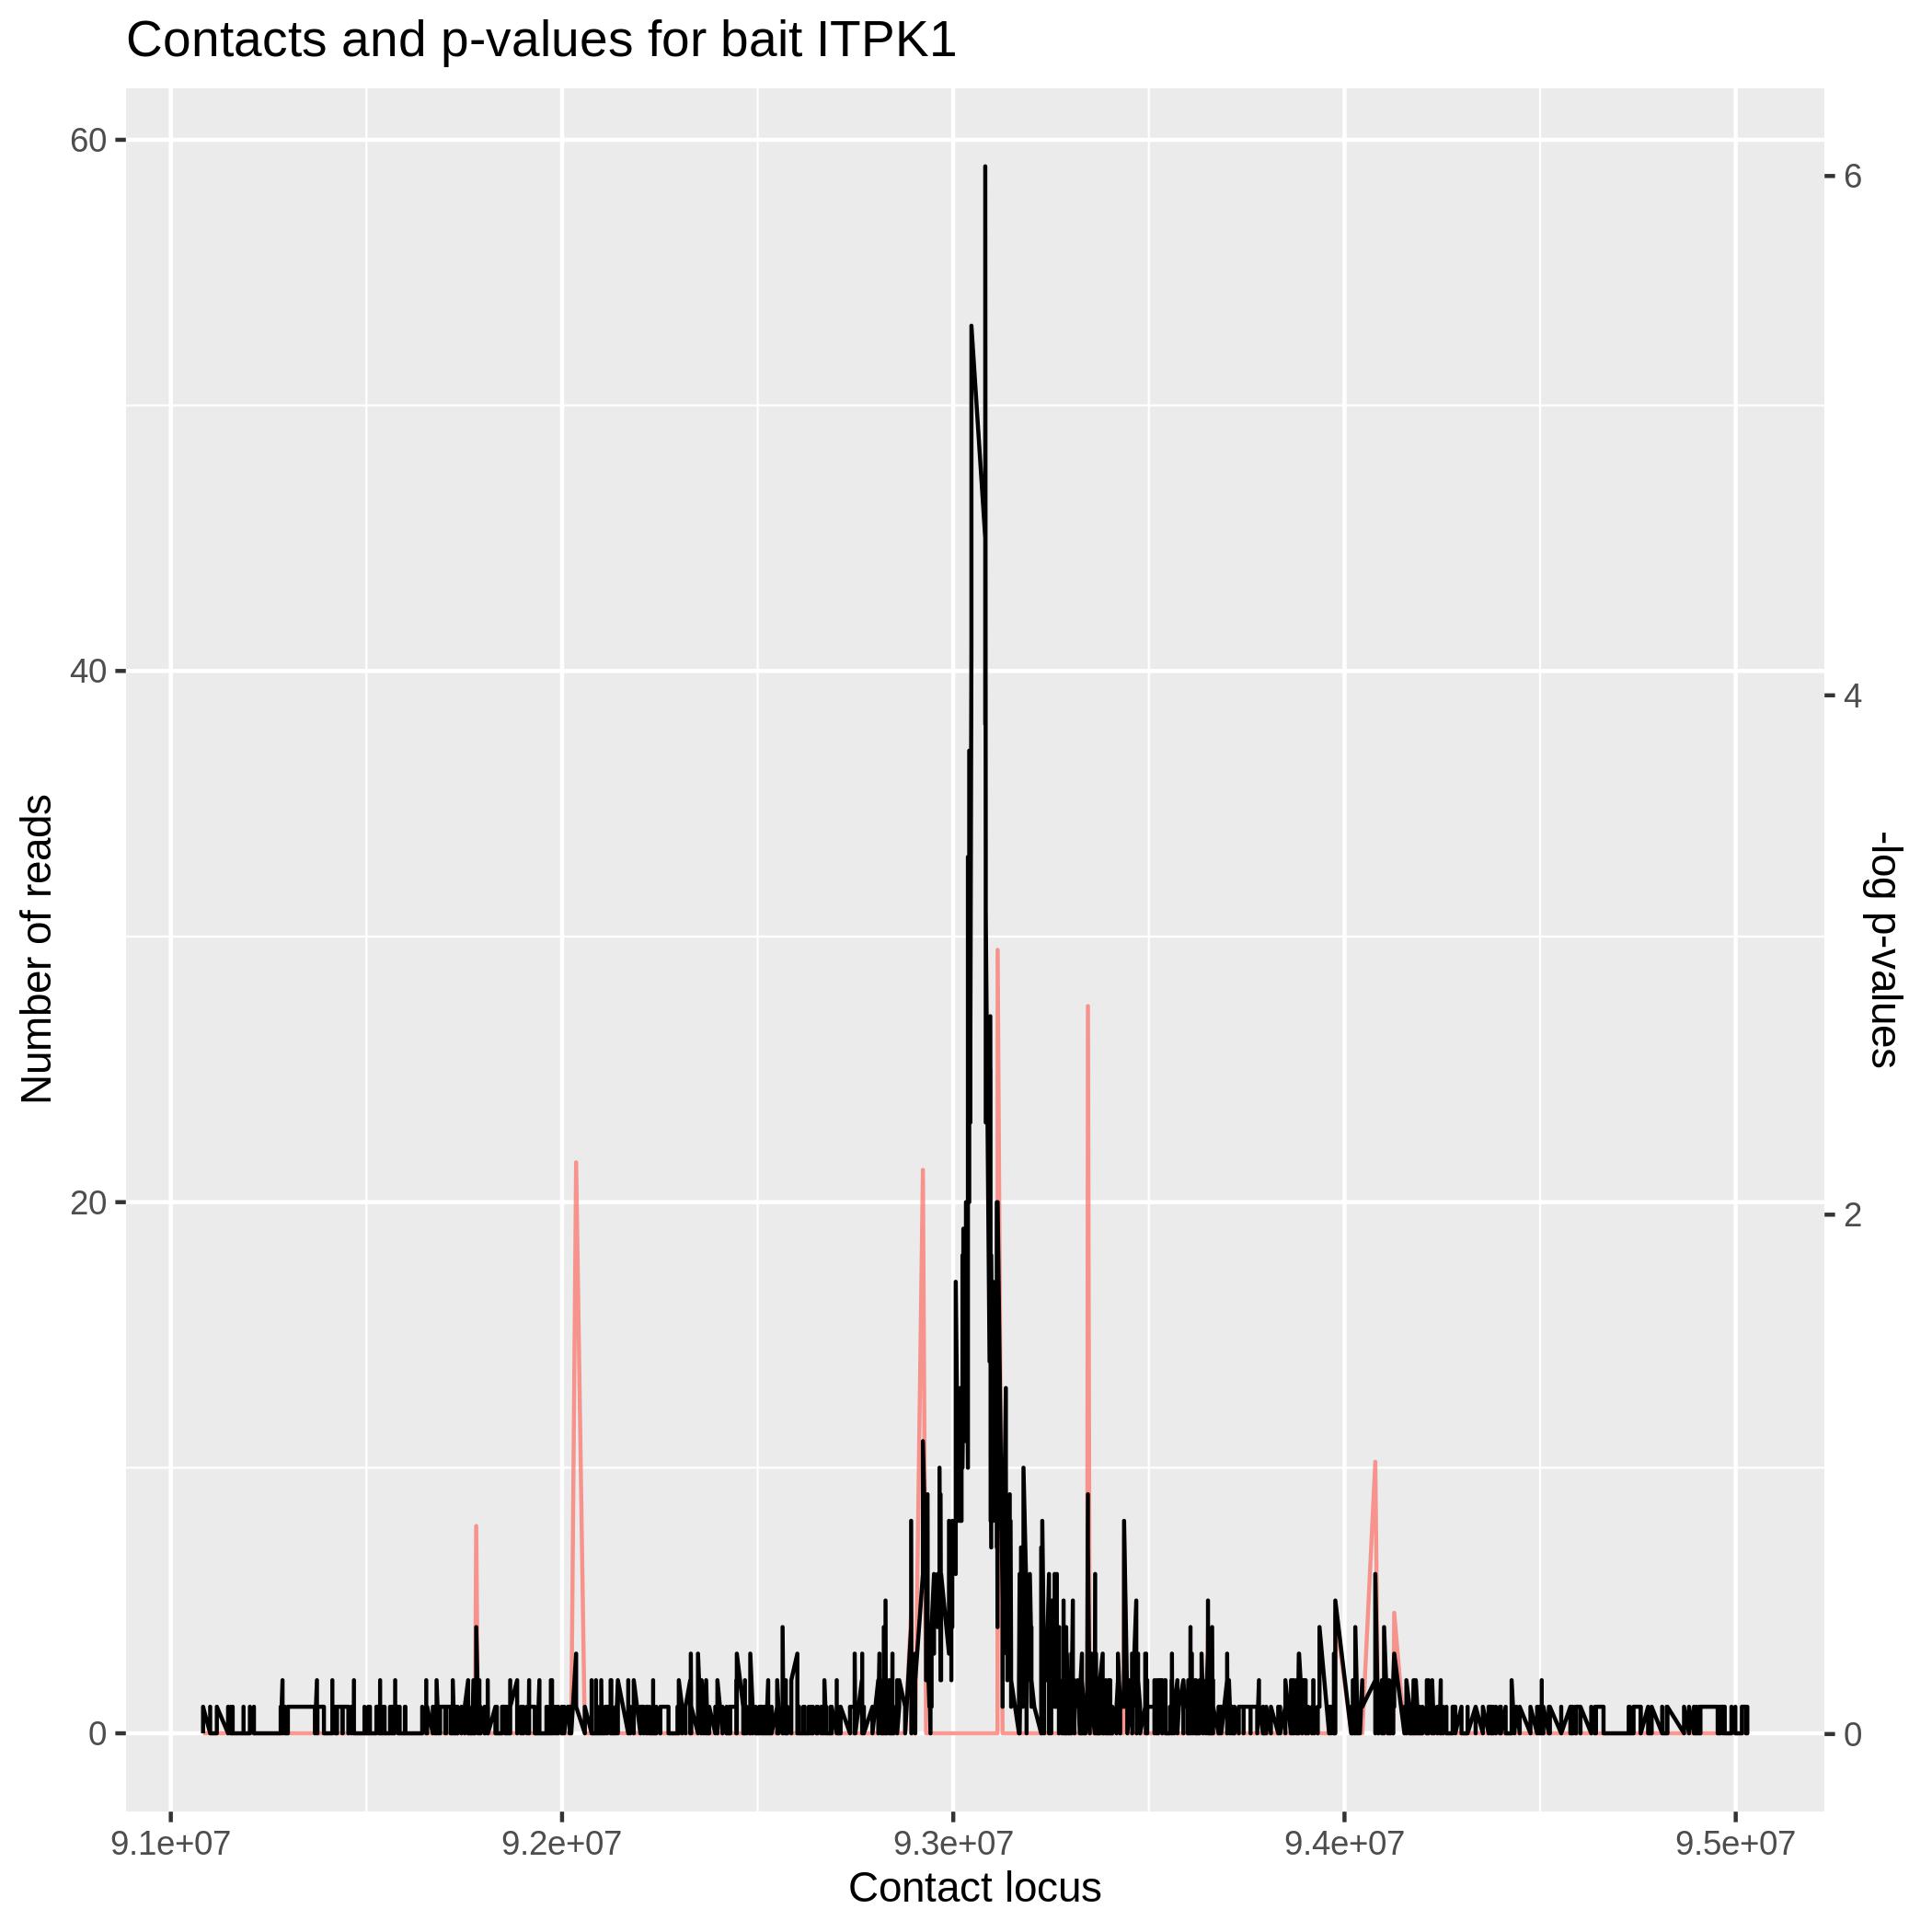 Contacts and p-values for bait ITPK1
60
40
20
0
Number of reads
6
4
2
0
-log p-values
9.1e+07 9.2e+07 9.3e+07 9.4e+07 9.5e+07
Contact locus